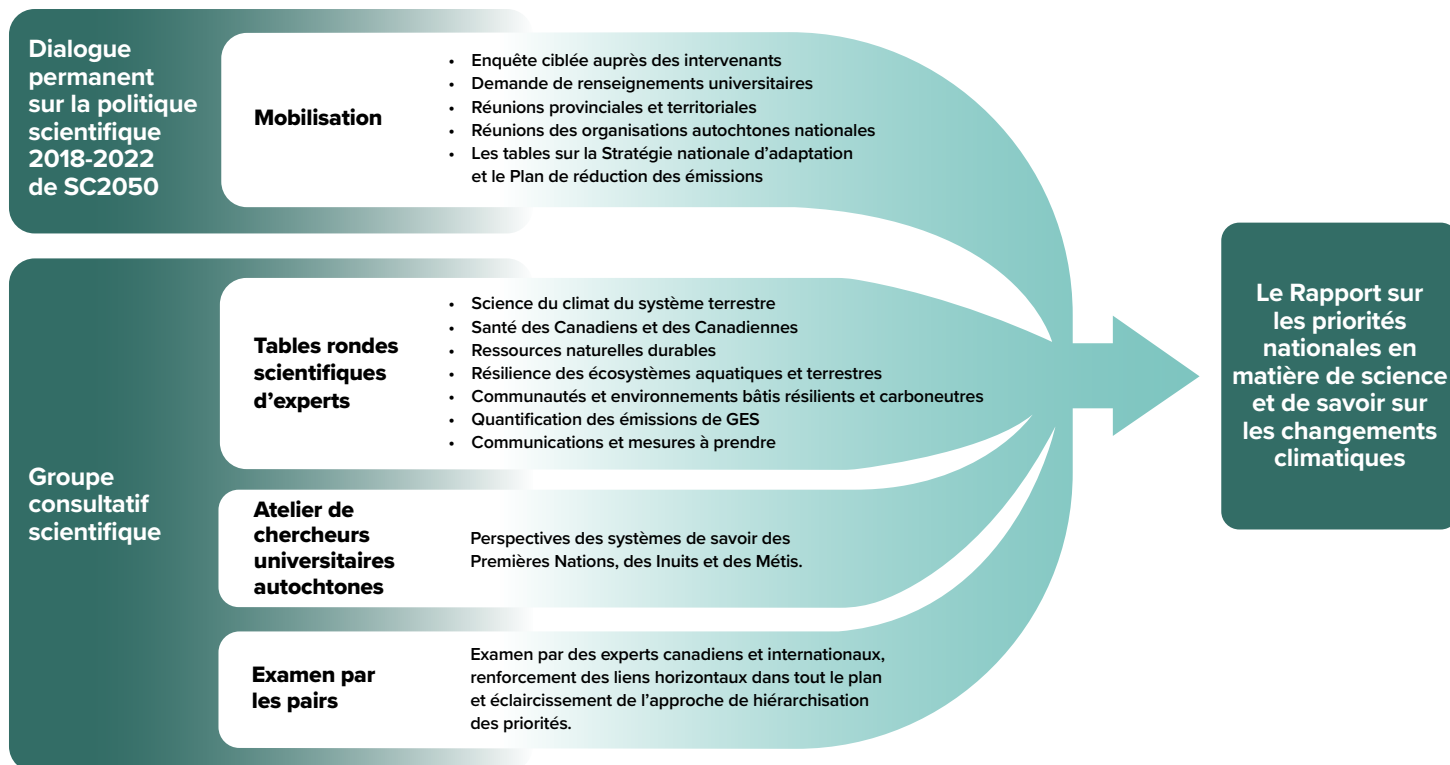 Dialogue
permanent
sur la politique
scientifique
2018-2022
de SC2050
Mobilisation
• Enquête ciblée auprès des intervenants
• Demande de renseignements universitaires
• Réunions provinciales et territoriales
• Réunions des organisations autochtones nationales
• Les tables sur la Stratégie nationale d’adaptation
et le Plan de réduction des émissions
Groupe
consultatif
scientifique
Tables rondes
scientifiques
d’experts
• Science du climat du système terrestre
• Santé des Canadiens et des Canadiennes
• Ressources naturelles durables
• Résilience des écosystèmes aquatiques et terrestres
• Communautés et environnements bâtis résilients et carboneutres
• Quantification des émissions de GES
• Communications et mesures à prendre
Atelier de
chercheurs
universitaires
autochtones
Perspectives des systèmes de savoir des
Premières Nations, des Inuits et des Métis.
Examen par
les pairs
Examen par des experts canadiens et internationaux,
renforcement des liens horizontaux dans tout le plan
et éclaircissement de l’approche de hiérarchisation
des priorités.
Le Rapport sur
les priorités
nationales en
matière de science
et de savoir sur
les changements
climatiques